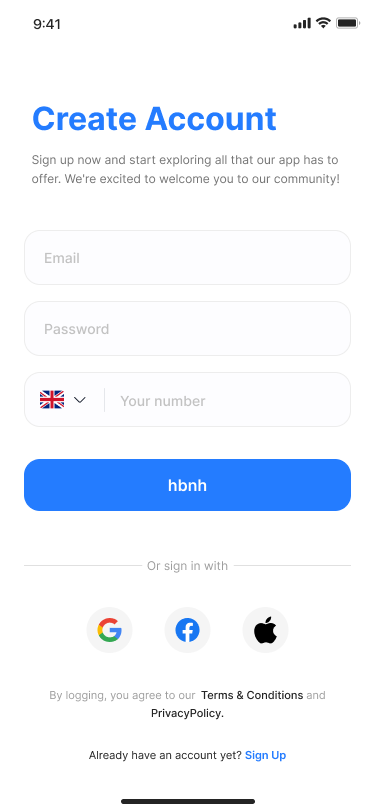 9:41
Create Account
Sign up now and start exploring all that our app has to
offer. We're excited to welcome you to our community!
Email
Password
Your number
hbnh
Or sign in with
By logging, you agree to our Terms & Conditions and
PrivacyPolicy.
Already have an account yet? Sign Up